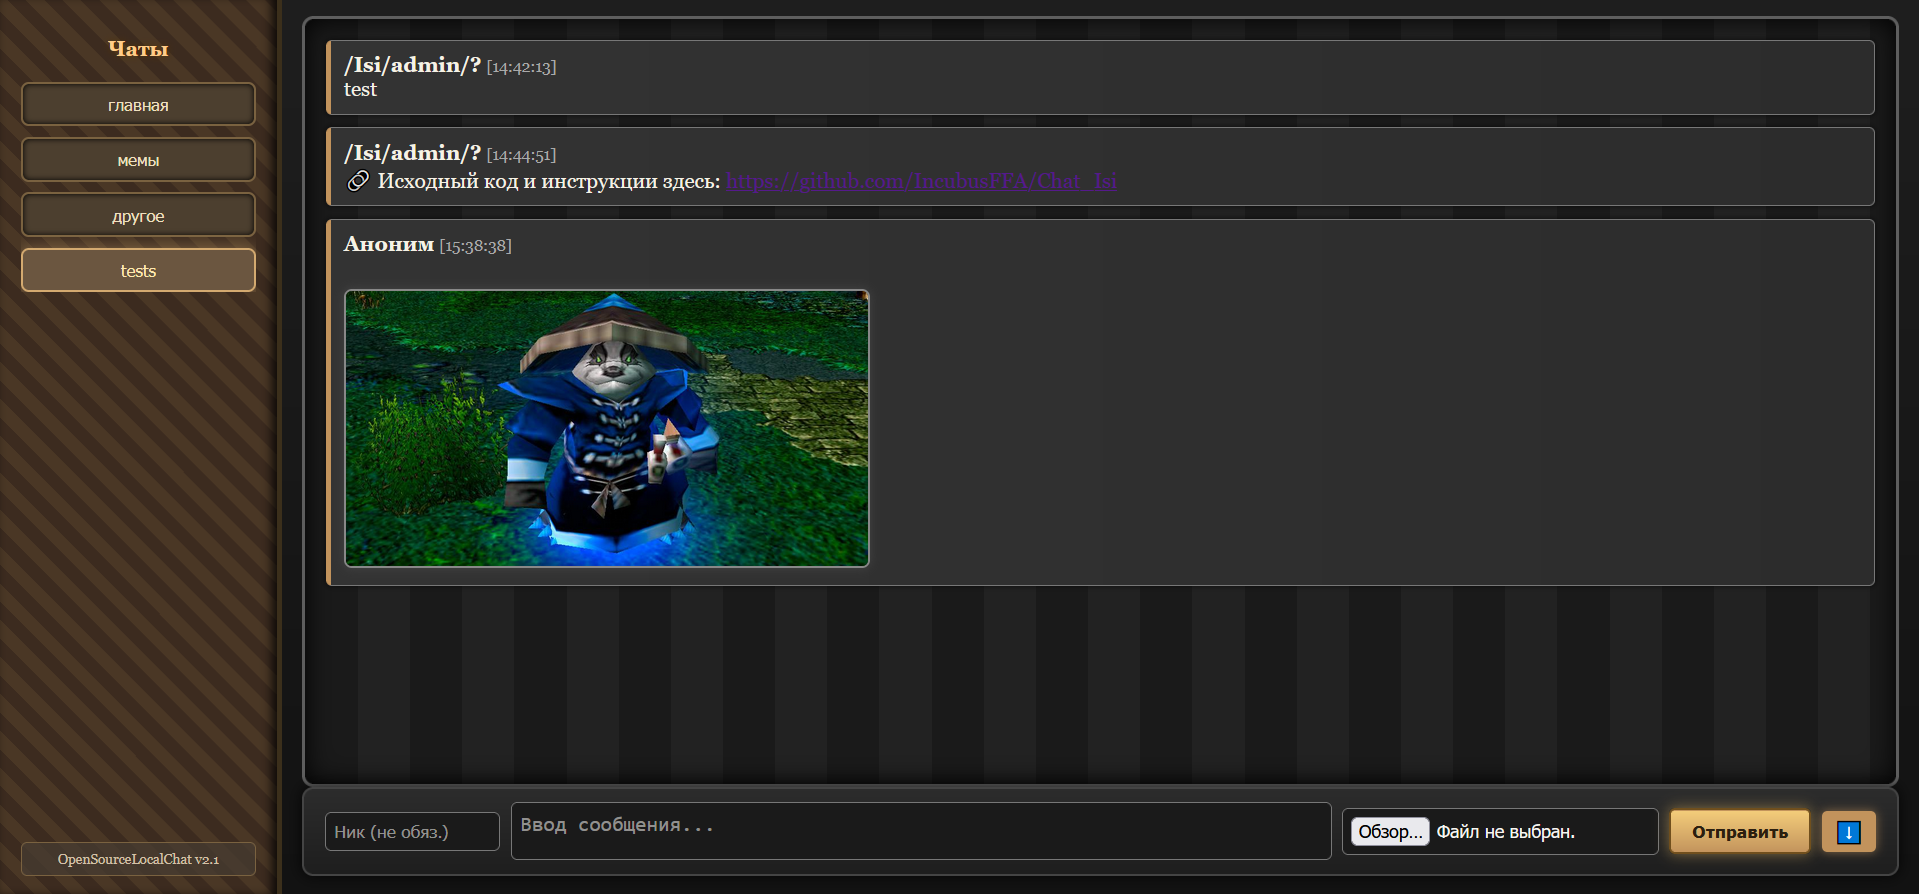 Чаты
главная
мемы
другое
tests
OpenSourceLocalChat v2.1
/Isi/admin/? [14:42:13]
test
/Isi/admin/? [14:44:51]
Исходный код и инструкции здесь: https://github.com/IncubusFFA/Chat_Isi
Аноним [15:38:38]
Ник (не обяз.)
Ввод сообщения...
Обзор... Файл не выбран.
Отправить